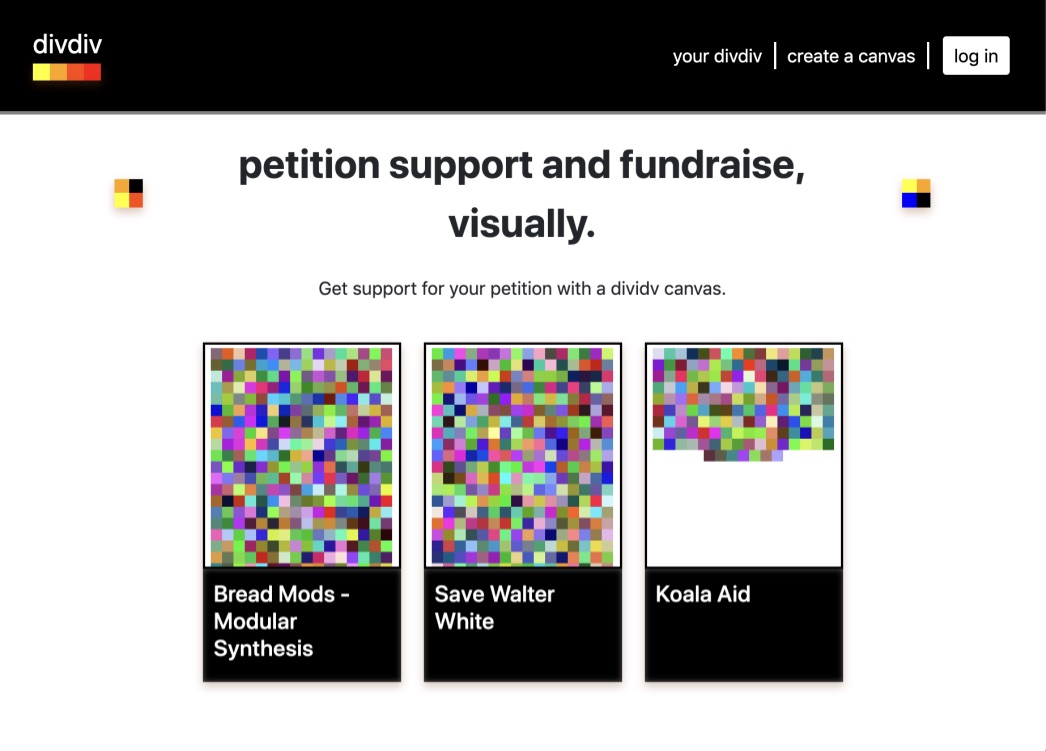 divdiv
your divdiv
create a canvas
log in
petition support and fundraise,
visually.
Get support for your petition with a dividv canvas.
Bread Mods -
Modular
Synthesis
Save Walter
White
Koala Aid